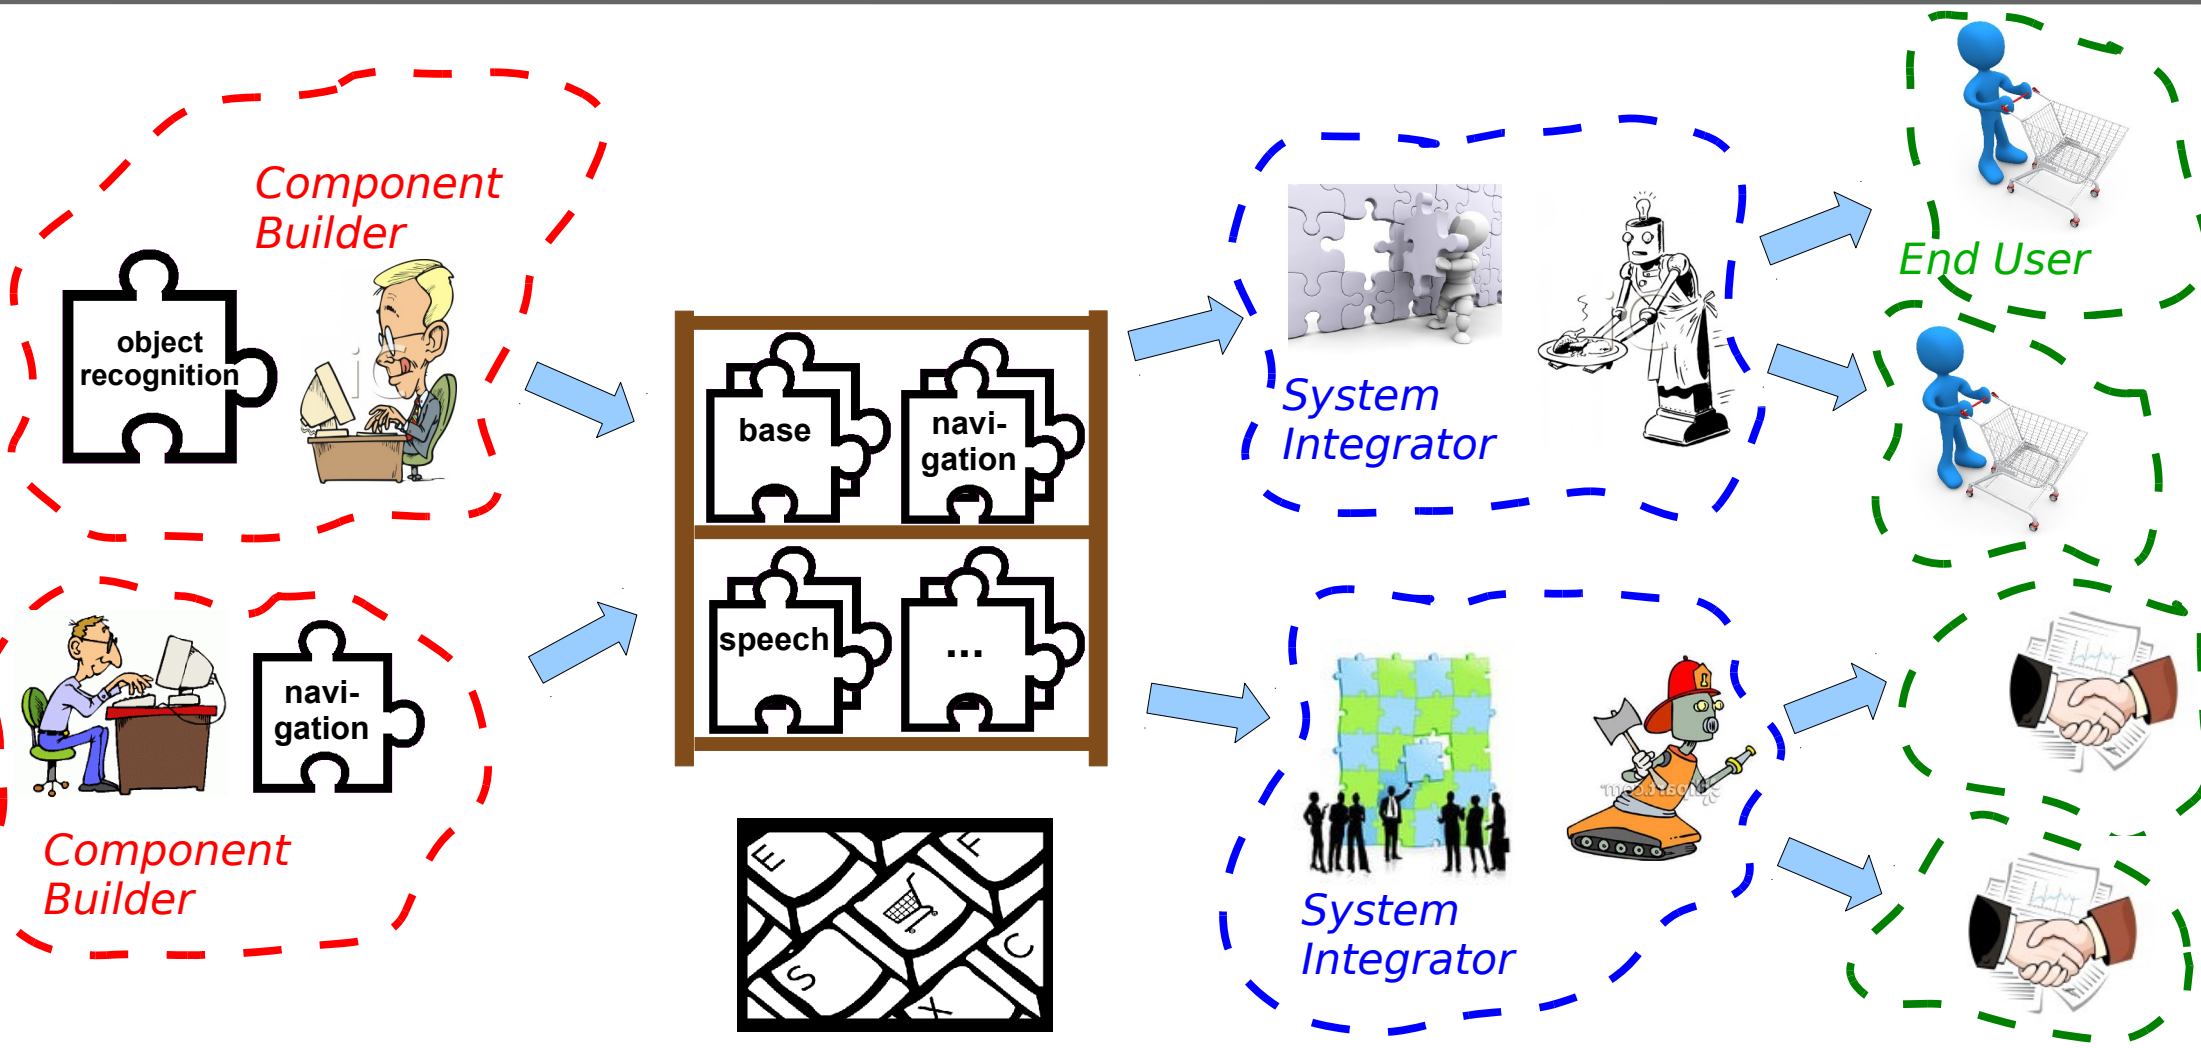 Component
Builder
object
recognition
navi-
gation
Component
Builder
base
navi-
gation
speech
...
E
F
S
C
X
System
Integrator
System
Integrator
End User